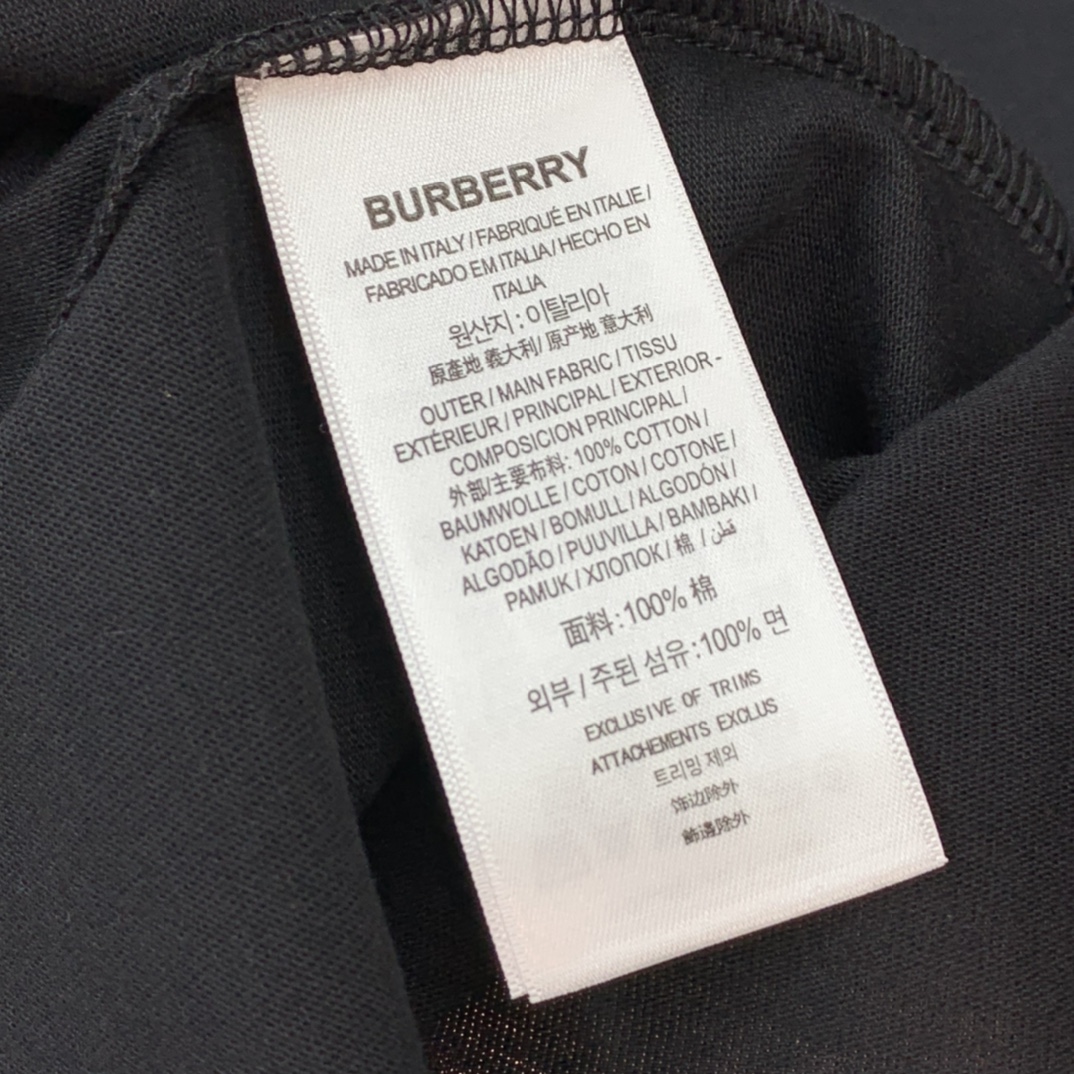 BURBERRY
MADE IN ITALY / FABRIQUÉ EN ITALIE /
FABRICADO EM ITALIA / HECHO EN
ITALIA
원산지 : 이탈리아
原產地 義大利/ 原产地 意大利
OUTER / MAIN FABRIC / TISSU
EXTÉRIEUR / PRINCIPAL / EXTERIOR-
COMPOSICION PRINCIPAL /
外部/主要布料: 100% COTTON /
BAUMWOLLE / COTON / COTONE /
KATOEN / BOMULL / ALGODÓN /
ALGODÃO / PUUVILLA / BAMBAKI /
PAMUK / ХЛОПОК / 棉 / قطن
面料:100% 棉
외부 / 주된 섬유:100% 면
EXCLUSIVE OF TRIMS
ATTACHEMENTS EXCLUS
트리밍 제외
饰边除外
飾邊除外